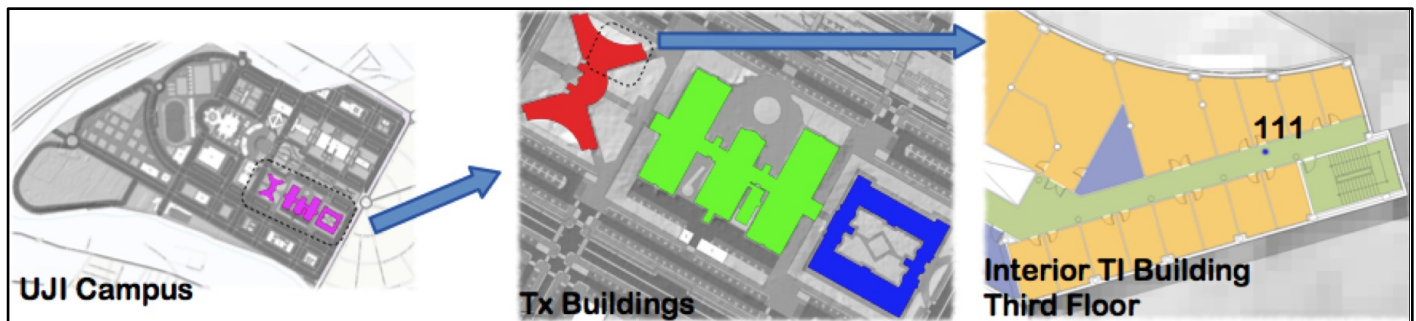 111
UJI Campus
Tx Buildings
Interior TI Building
Third Floor